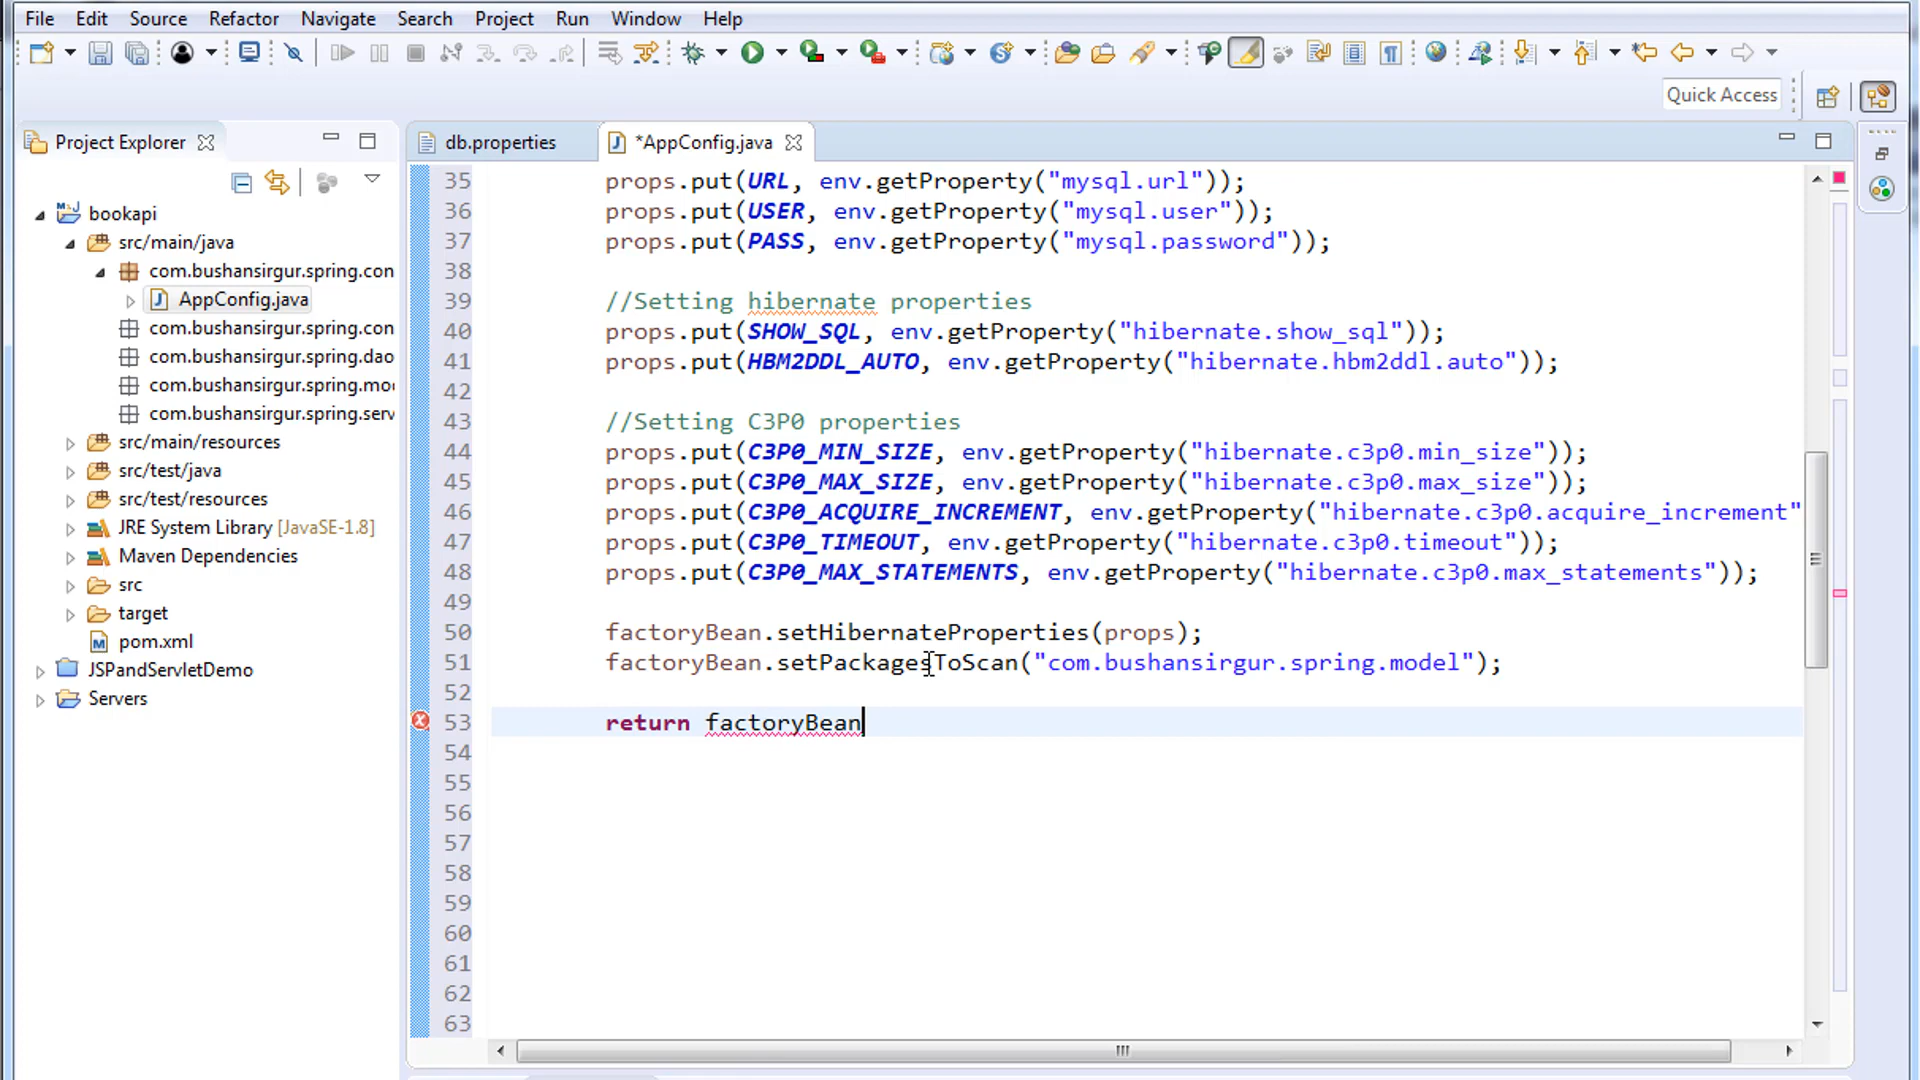 File Edit Source Refactor Navigate Search Project Run Window Help
Quick Access
Project Explorer
db.properties
*AppConfig.java
bookapi
src/main/java
com.bushansirgur.spring.con
AppConfig.java
com.bushansirgur.spring.con
com.bushansirgur.spring.dao
com.bushansirgur.spring.mo
com.bushansirgur.spring.serv
src/main/resources
src/test/java
src/test/resources
JRE System Library [JavaSE-1.8]
Maven Dependencies
src
target
pom.xml
JSPandServletDemo
Servers
35 props.put(URL, env.getProperty("mysql.url"));
36 props.put(USER, env.getProperty("mysql.user"));
37 props.put(PASS, env.getProperty("mysql.password"));
38
39 //Setting hibernate properties
40 props.put(SHOW_SQL, env.getProperty("hibernate.show_sql"));
41 props.put(HBM2DDL_AUTO, env.getProperty("hibernate.hbm2ddl.auto"));
42
43 //Setting C3P0 properties
44 props.put(C3P0_MIN_SIZE, env.getProperty("hibernate.c3p0.min_size"));
45 props.put(C3P0_MAX_SIZE, env.getProperty("hibernate.c3p0.max_size"));
46 props.put(C3P0_ACQUIRE_INCREMENT, env.getProperty("hibernate.c3p0.acquire_increment"
47 props.put(C3P0_TIMEOUT, env.getProperty("hibernate.c3p0.timeout"));
48 props.put(C3P0_MAX_STATEMENTS, env.getProperty("hibernate.c3p0.max_statements"));
49
50 factoryBean.setHibernateProperties(props);
51 factoryBean.setPackagesToScan("com.bushansirgur.spring.model");
52
53 return factoryBean
54
55
56
57
58
59
60
61
62
63